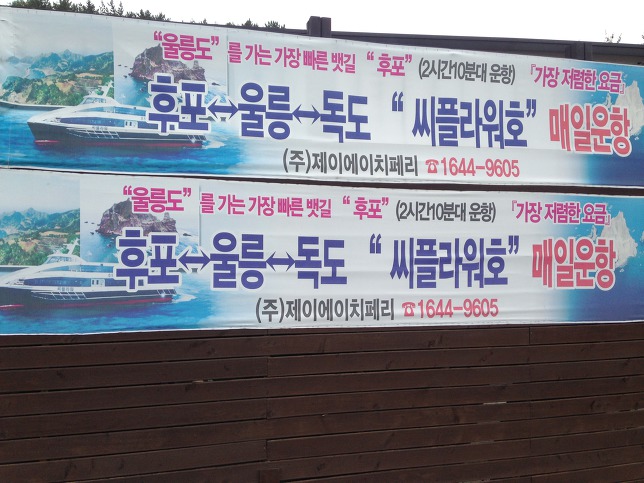 "울릉도" 를 가는 가장 빠른 뱃길 "후포" (2시간10분대 운항) 『가장 저렴한 요금』
후포↔울릉↔독도 "씨플라워호" 매일운항
(주)제이에이치페리 ☎1644-9605
"울릉도" 를 가는 가장 빠른 뱃길 "후포" (2시간10분대 운항) 『가장 저렴한 요금』
후포↔울릉↔독도 "씨플라워호" 매일운항
(주)제이에이치페리 ☎1644-9605